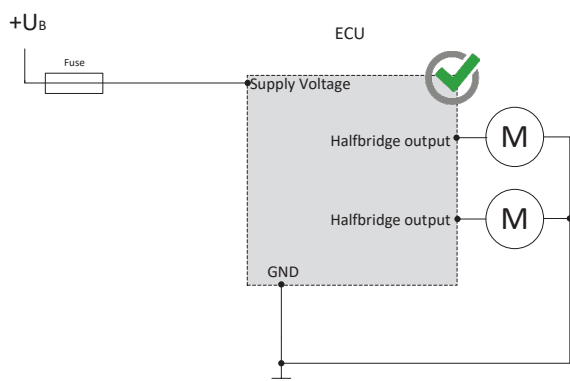 +UB
ECU
Fuse
Supply Voltage
Halfbridge output
M
Halfbridge output
M
GND